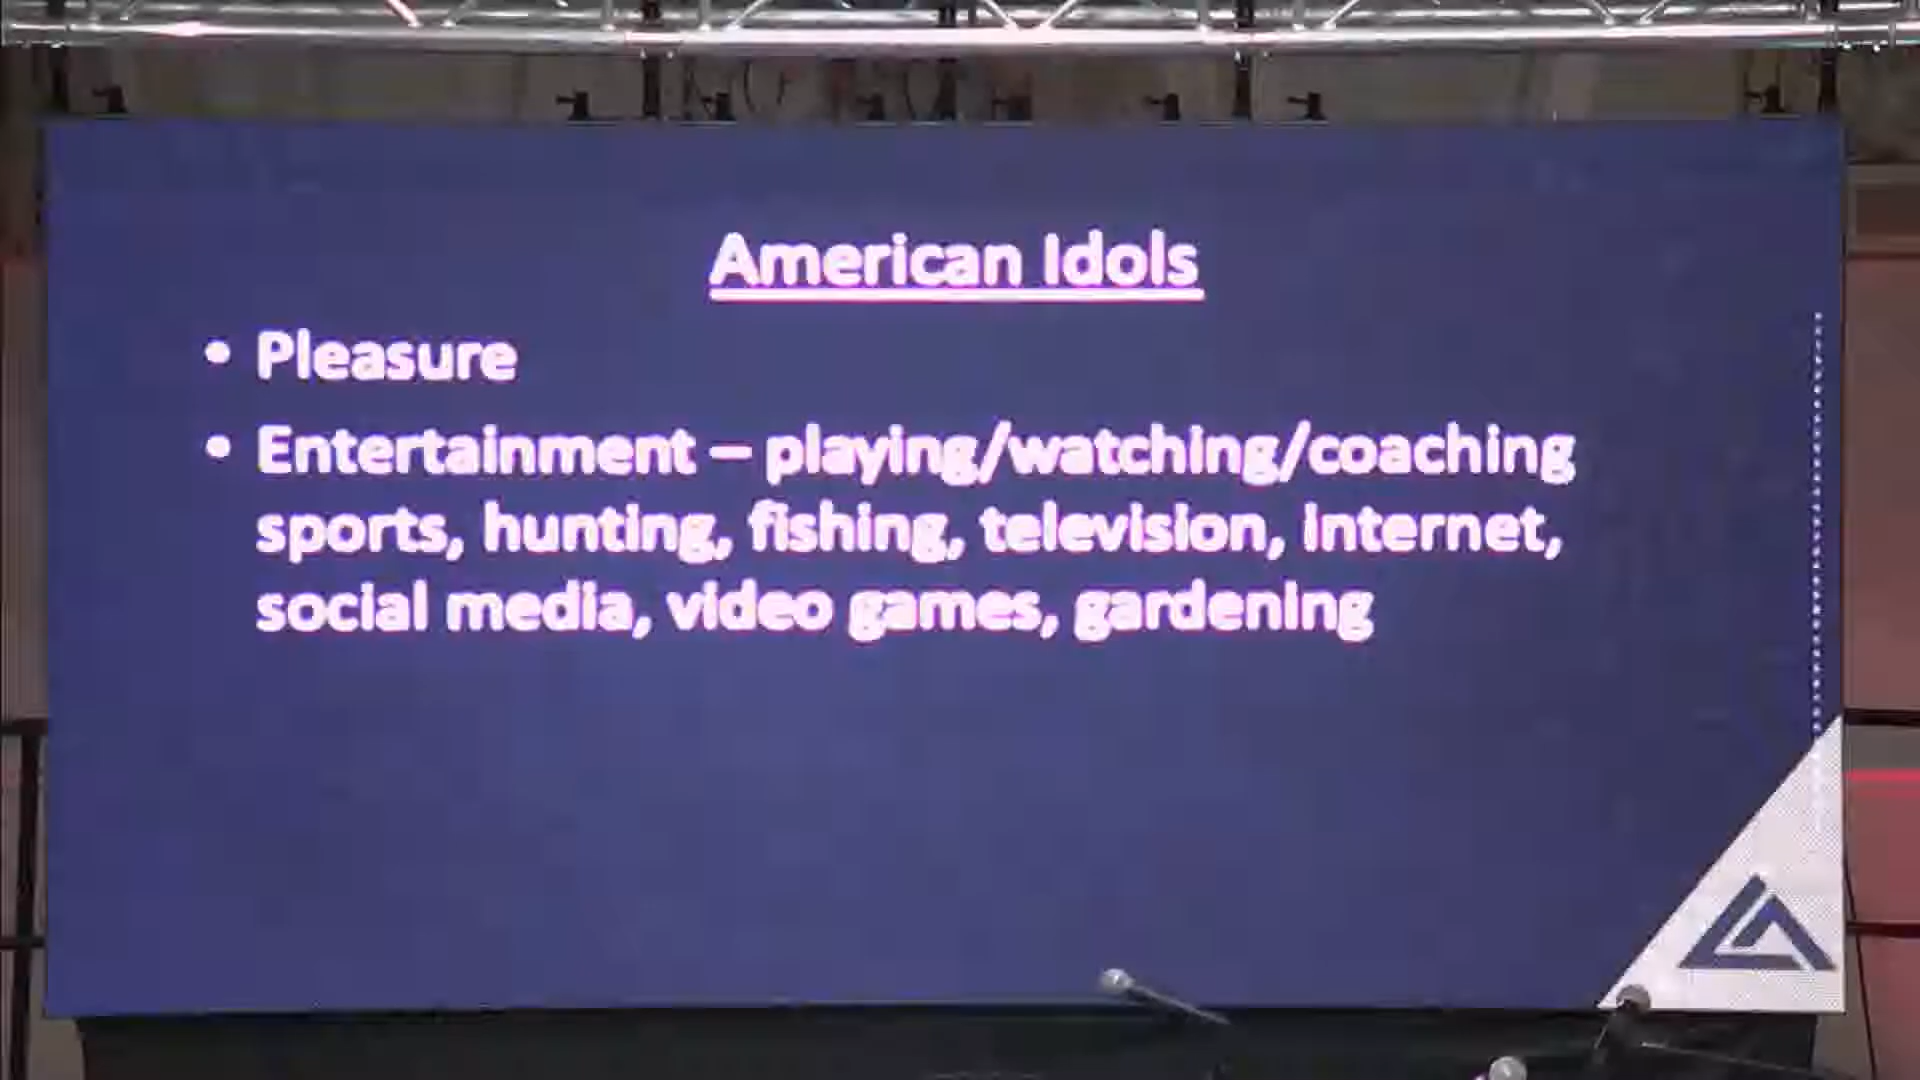 American Idols
• Pleasure
• Entertainment – playing/watching/coaching
sports, hunting, fishing, television, internet,
social media, video games, gardening